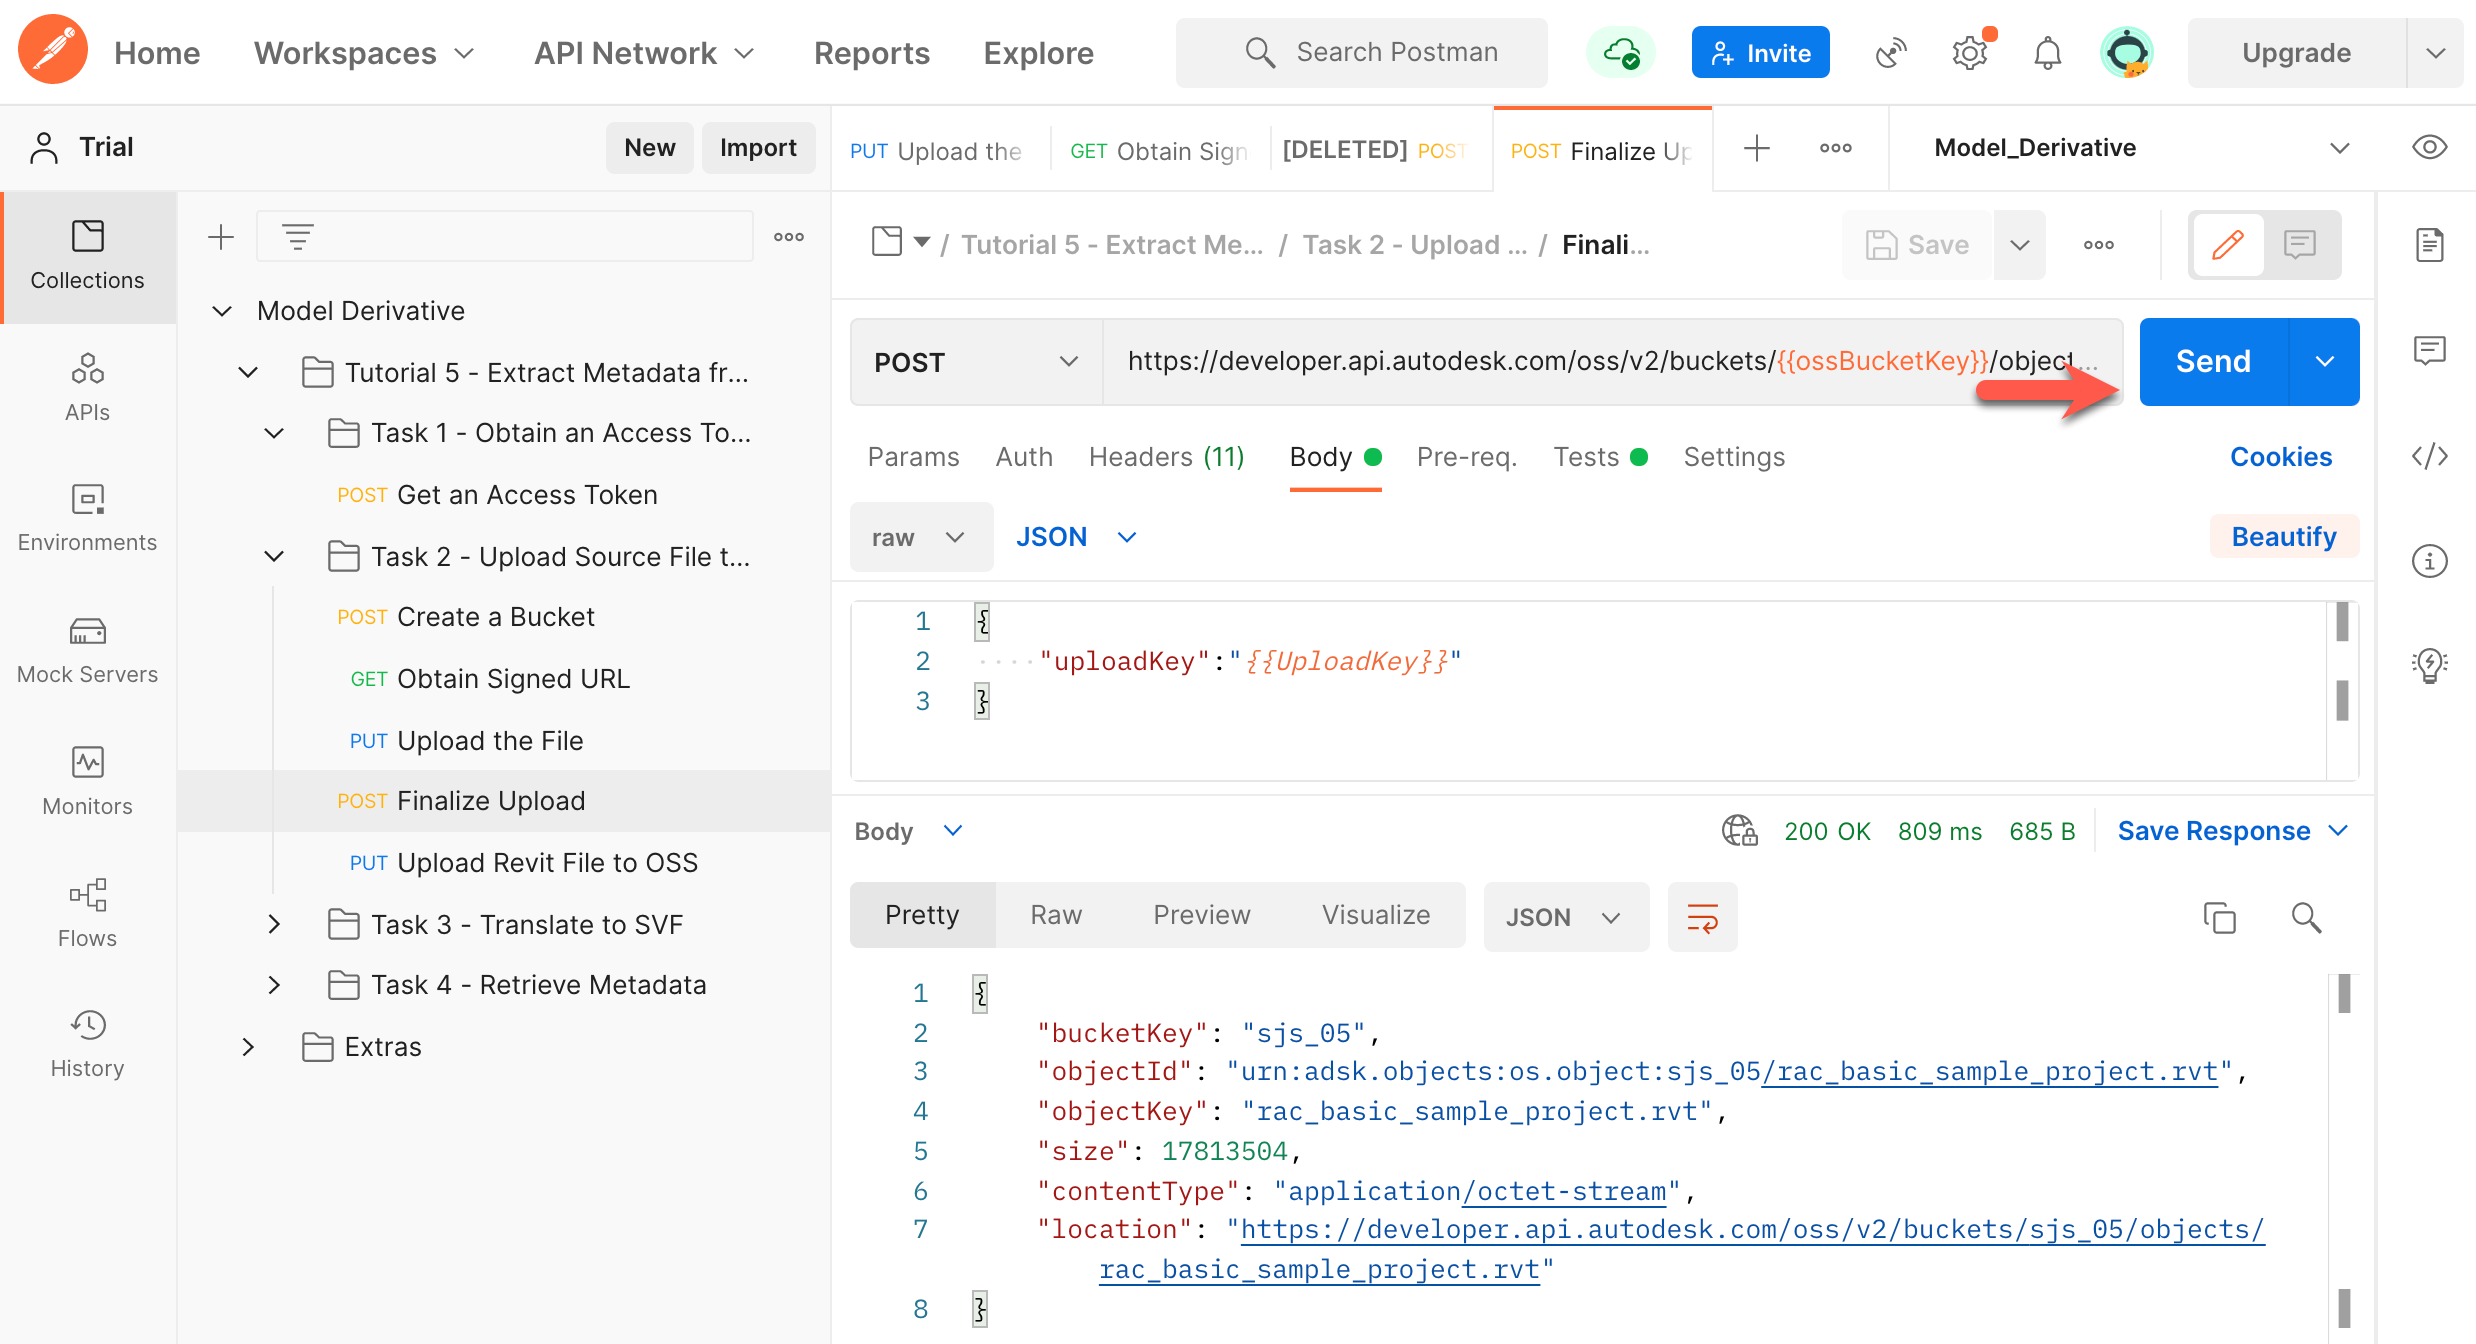 Home Workspaces API Network Reports Explore Search Postman Invite Upgrade
Trial New Import
PUT Upload the GET Obtain Sign [DELETED] POST POST Finalize Up Model_Derivative
Collections
APIs
Environments
Mock Servers
Monitors
Flows
History
Model Derivative
Tutorial 5 - Extract Metadata fr...
Task 1 - Obtain an Access To...
POST Get an Access Token
Task 2 - Upload Source File t...
POST Create a Bucket
GET Obtain Signed URL
PUT Upload the File
POST Finalize Upload
PUT Upload Revit File to OSS
Task 3 - Translate to SVF
Task 4 - Retrieve Metadata
Extras
/ Tutorial 5 - Extract Me... / Task 2 - Upload ... / Finali... Save
POST https://developer.api.autodesk.com/oss/v2/buckets/{{ossBucketKey}}/object... Send
Params Auth Headers (11) Body Pre-req. Tests Settings Cookies
raw JSON Beautify
1 {
2 ····"uploadKey":"{{UploadKey}}"
3 }
Body 200 OK 809 ms 685 B Save Response
Pretty Raw Preview Visualize JSON
1 {
2 "bucketKey": "sjs_05",
3 "objectId": "urn:adsk.objects:os.object:sjs_05/rac_basic_sample_project.rvt",
4 "objectKey": "rac_basic_sample_project.rvt",
5 "size": 17813504,
6 "contentType": "application/octet-stream",
7 "location": "https://developer.api.autodesk.com/oss/v2/buckets/sjs_05/objects/
rac_basic_sample_project.rvt"
8 }